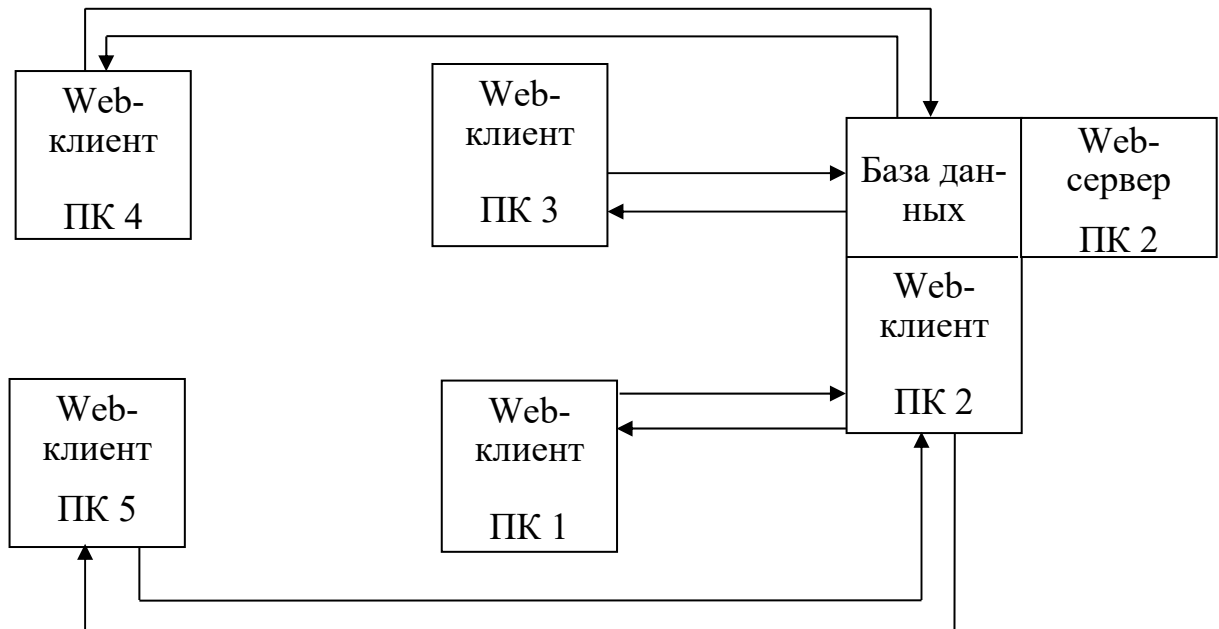 Web-
клиент
ПК 4
Web-
клиент
ПК 3
База дан-
ных
Web-
сервер
ПК 2
Web-
клиент
ПК 2
Web-
клиент
ПК 5
Web-
клиент
ПК 1